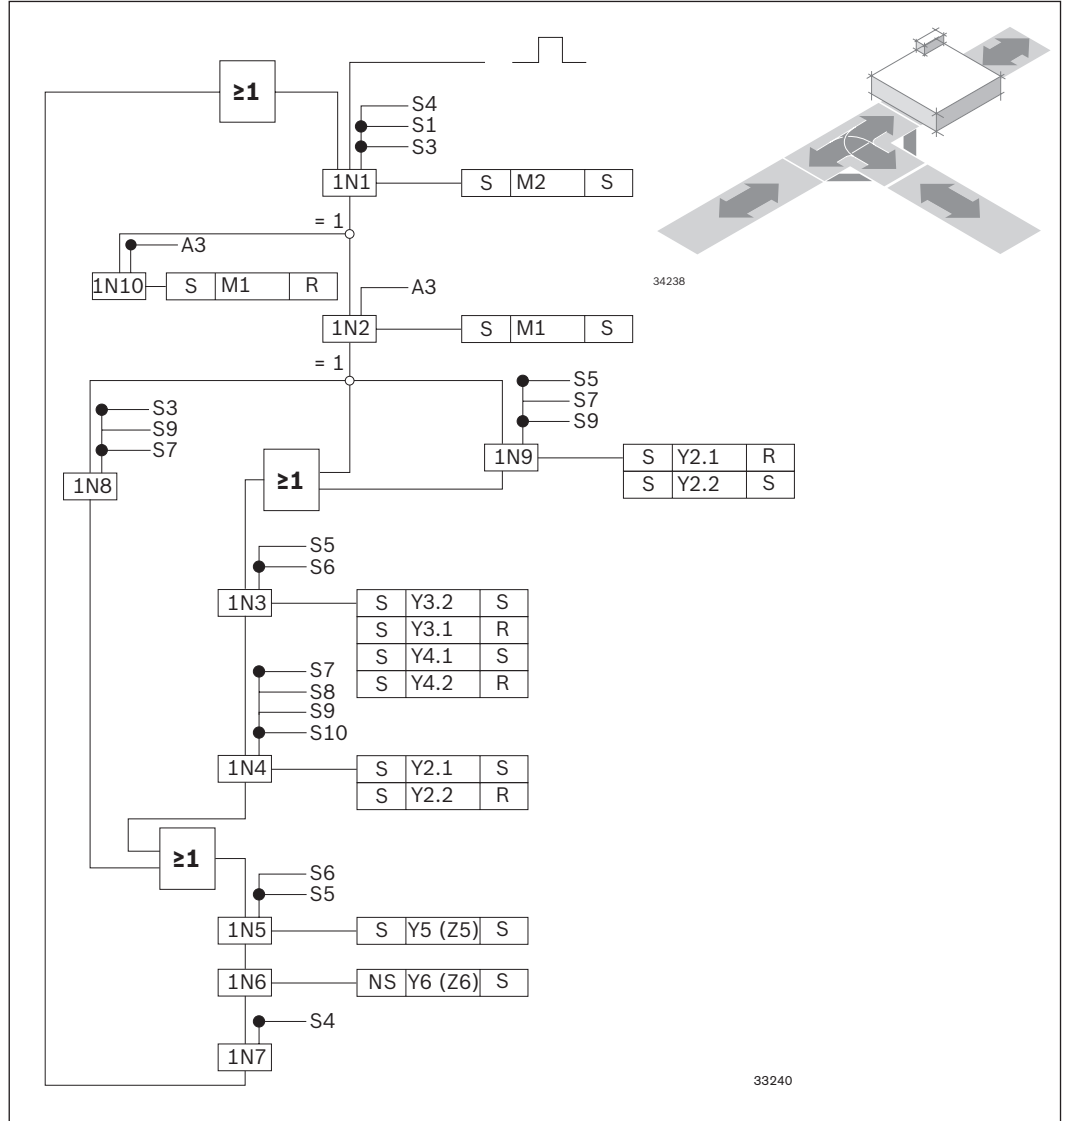 ≥1
S4
S1
S3
1N1 S M2 S
= 1
A3
1N10 S M1 R
34238
A3
1N2 S M1 S
= 1
S5
S7
S9
S3
S9
S7
1N9 S Y2.1 R
S Y2.2 S
1N8
≥1
S5
S6
1N3 S Y3.2 S
S Y3.1 R
S Y4.1 S
S Y4.2 R
S7
S8
S9
S10
1N4 S Y2.1 S
S Y2.2 R
≥1
S6
S5
1N5 S Y5 (Z5) S
1N6 NS Y6 (Z6) S
S4
1N7
33240